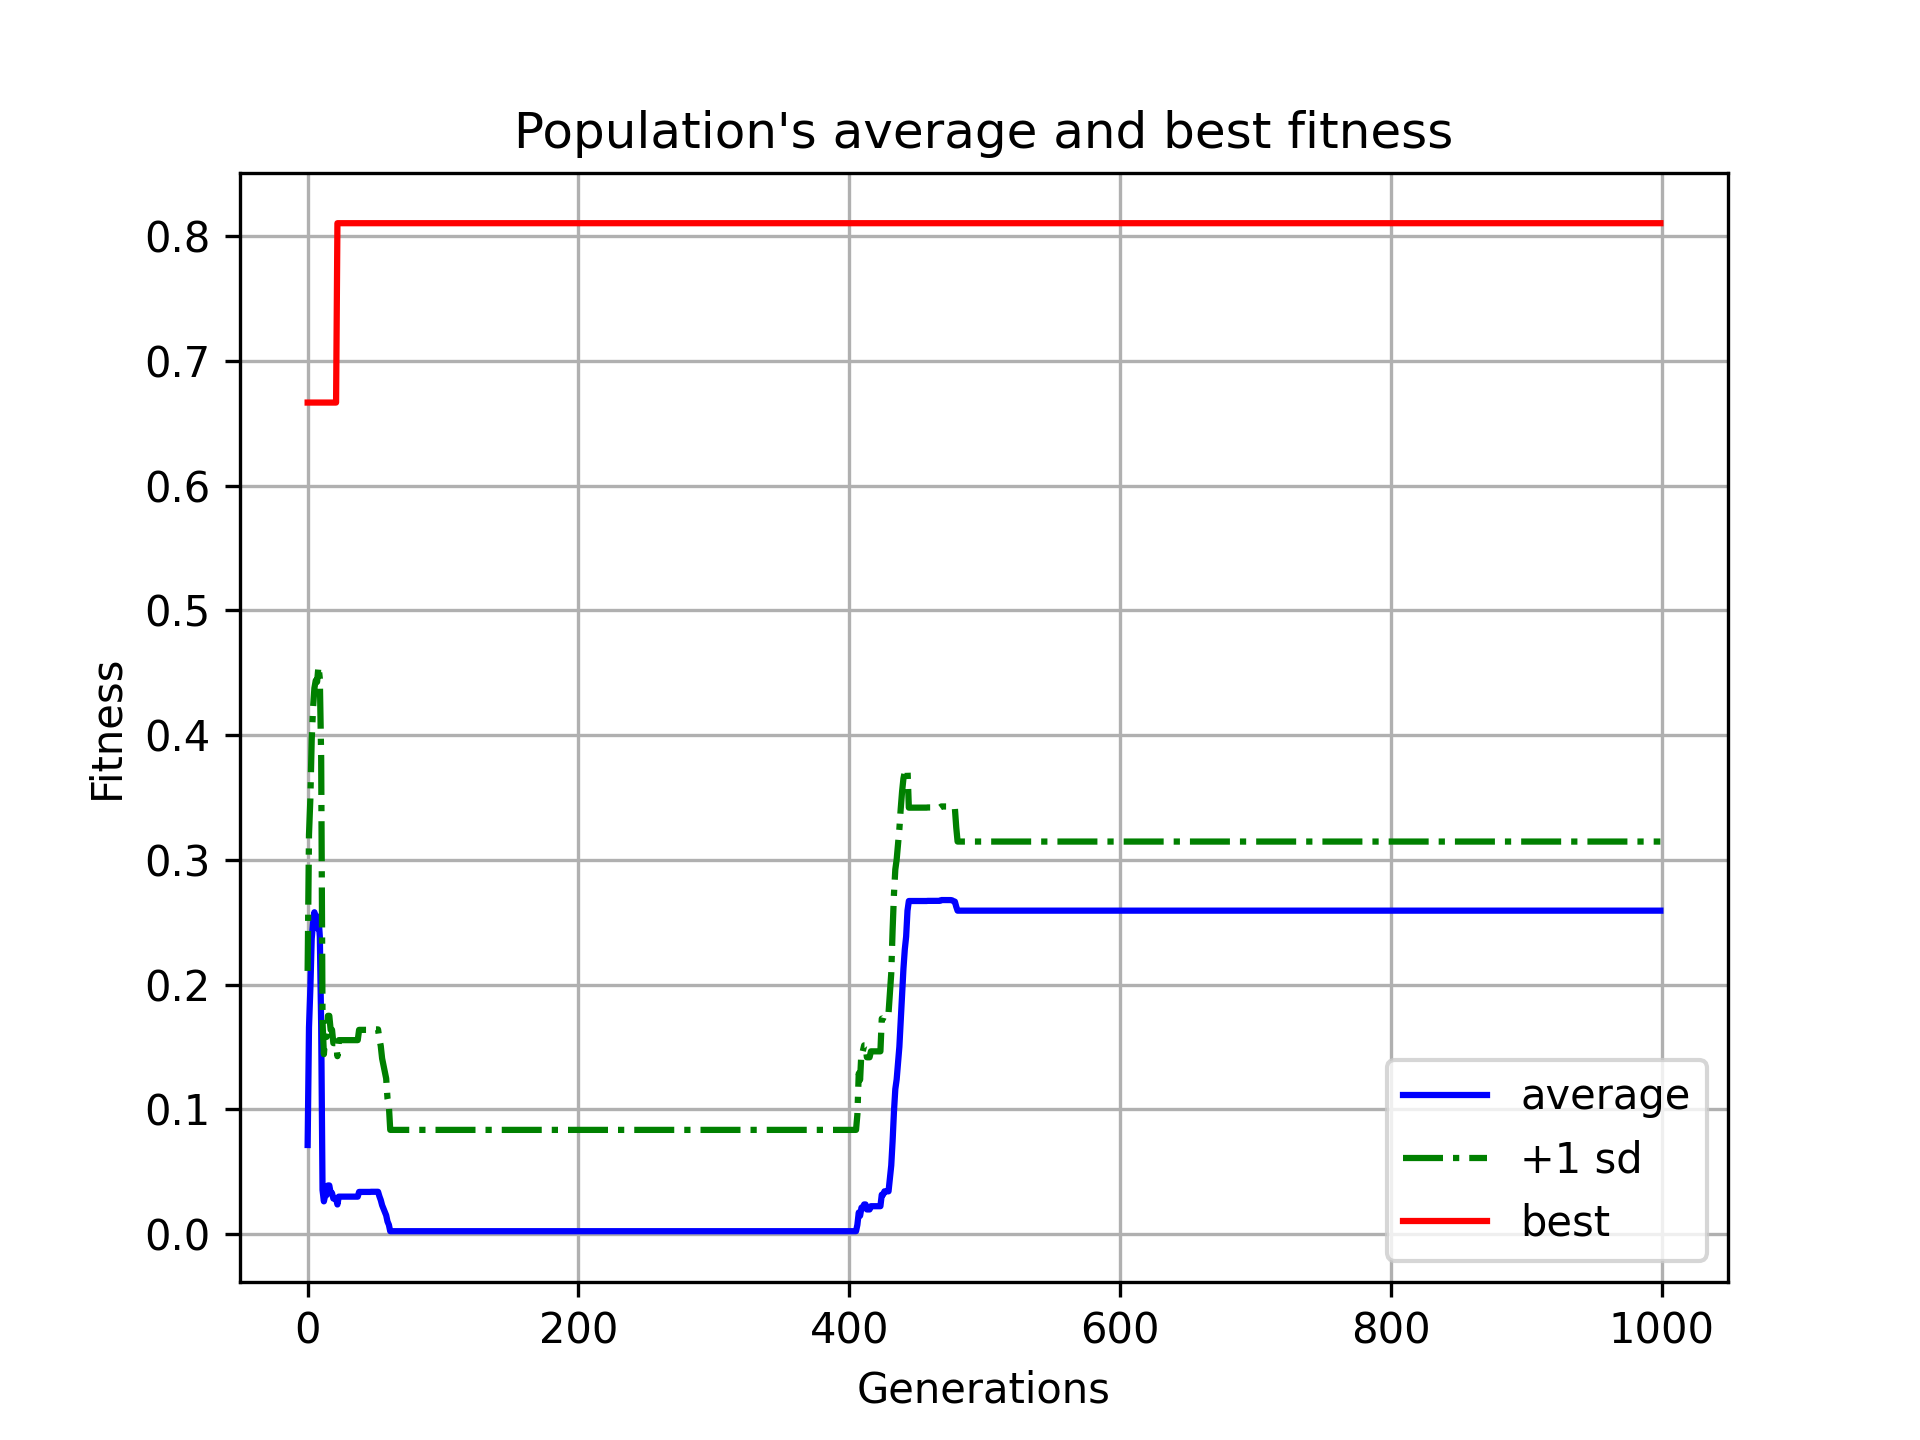 Population's average and best fitness
0.8
0.7
0.6
0.5
0.4
0.3
0.2
0.1
0.0
Fitness
average
+1 sd
best
0 200 400 600 800 1000
Generations